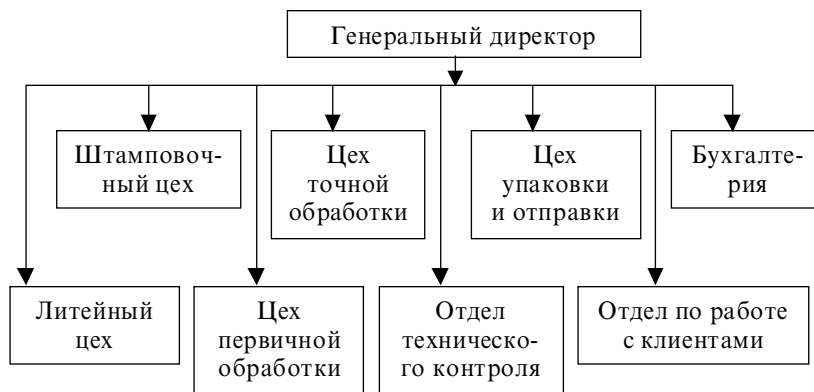 Генеральный директор
Штамповоч-
ный цех
Цех
точной
обработки
Цех
упаковки
и отправки
Бухгалте-
рия
Литейный
цех
Цех
первичной
обработки
Отдел
техническо-
го контроля
Отдел по работе
с клиентами